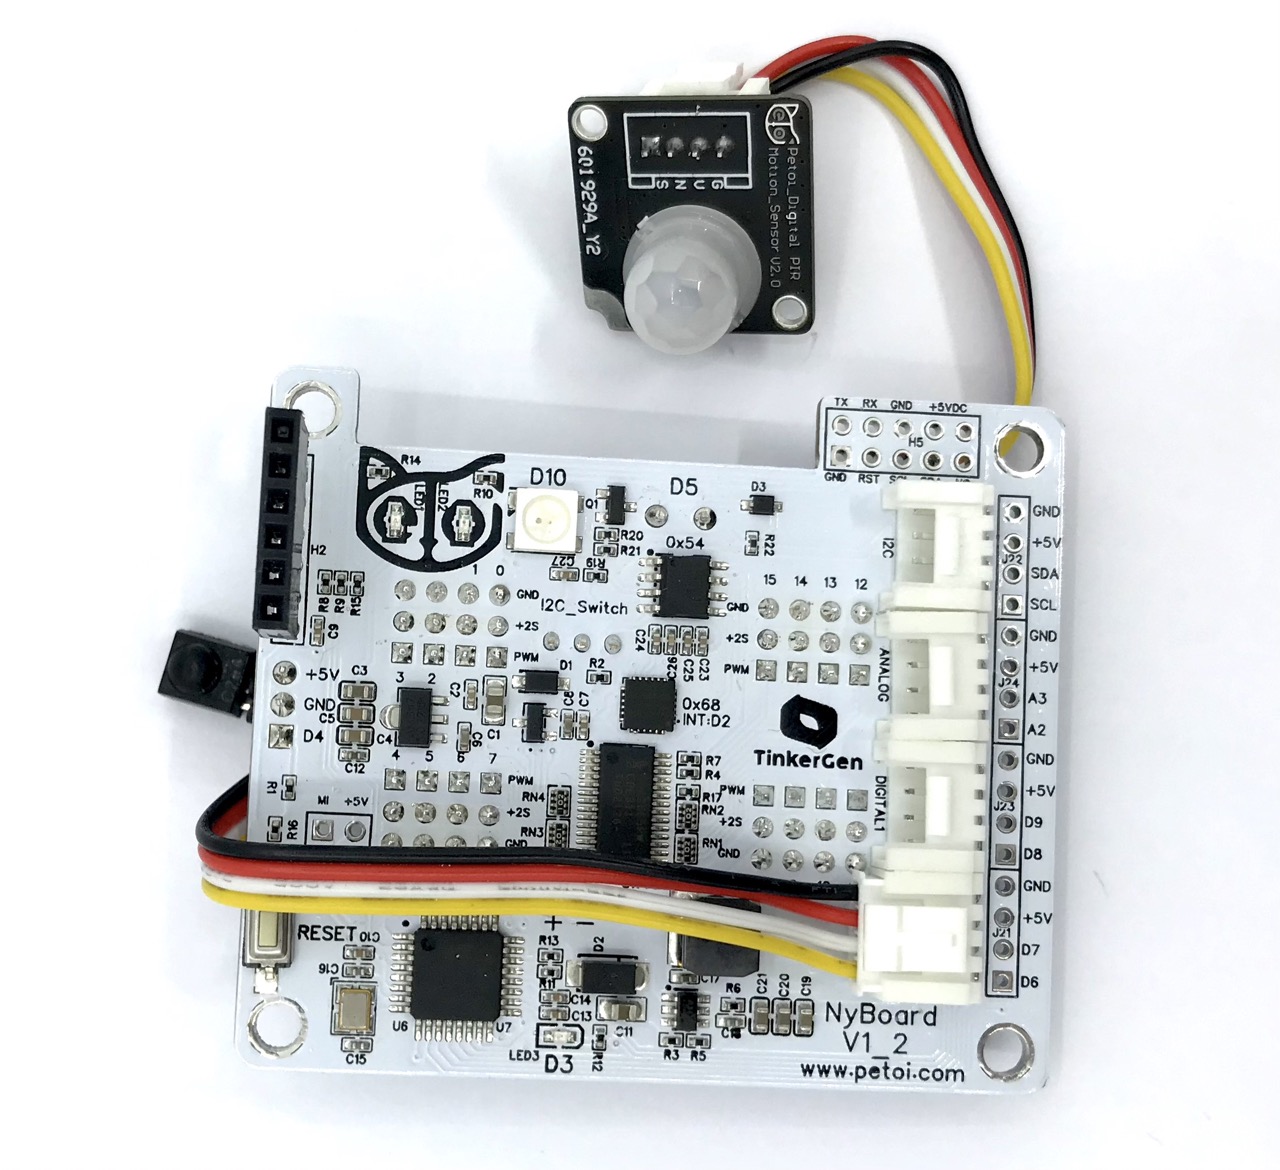 Petoi
Petoi_Digital PIR
Motion_Sensor V2.0
601 929A_Y2
S N V G
TX RX GND +5VDC
H5
GND RST
R14
LED1
LED2
R10
D10
Q1
D5
D3
R20
R21
R22
0x54
C27
R19
I2C
GND
+5V
J22
SDA
SCL
H2
R8
R9
R15
C9
1 0
GND
+2S
PWM
3 2
I2C_Switch
15 14 13 12
GND
+2S
PWM
C24
C26
C25
C23
GND
+5V
J24
A3
A2
ANALOG
+5V
GND
D4
C3
C5
C4
C12
C2
C1
C6
D1
R2
C8
C7
0x68
INT:D2
TinkerGen
4 5 6 7
PWM
+2S
GND
R1
MI +5V
R16
RN4
RN3
R7
R4
R17
RN2
RN1
PWM
+2S
GND
DIGITAL1
GND
+5V
J23
D9
D8
GND
+5V
J21
D7
D6
RESET
C10
C16
C15
U6
U7
+ −
R13
R11
D2
C14
C13
C11
LED3
D3
R12
C17
R6
C18
C21
C20
C19
R3
R5
NyBoard
V1_2
www.petoi.com